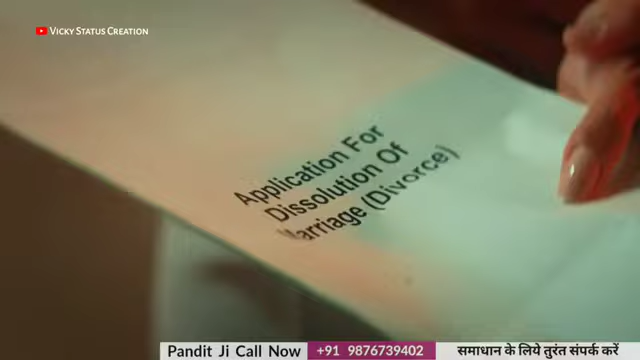 Vicky Status Creation
Application For
Dissolution Of
Marriage (Divorce)
Pandit Ji Call Now +91 9876739402 समाधान के लिये तुरंत संपर्क करें